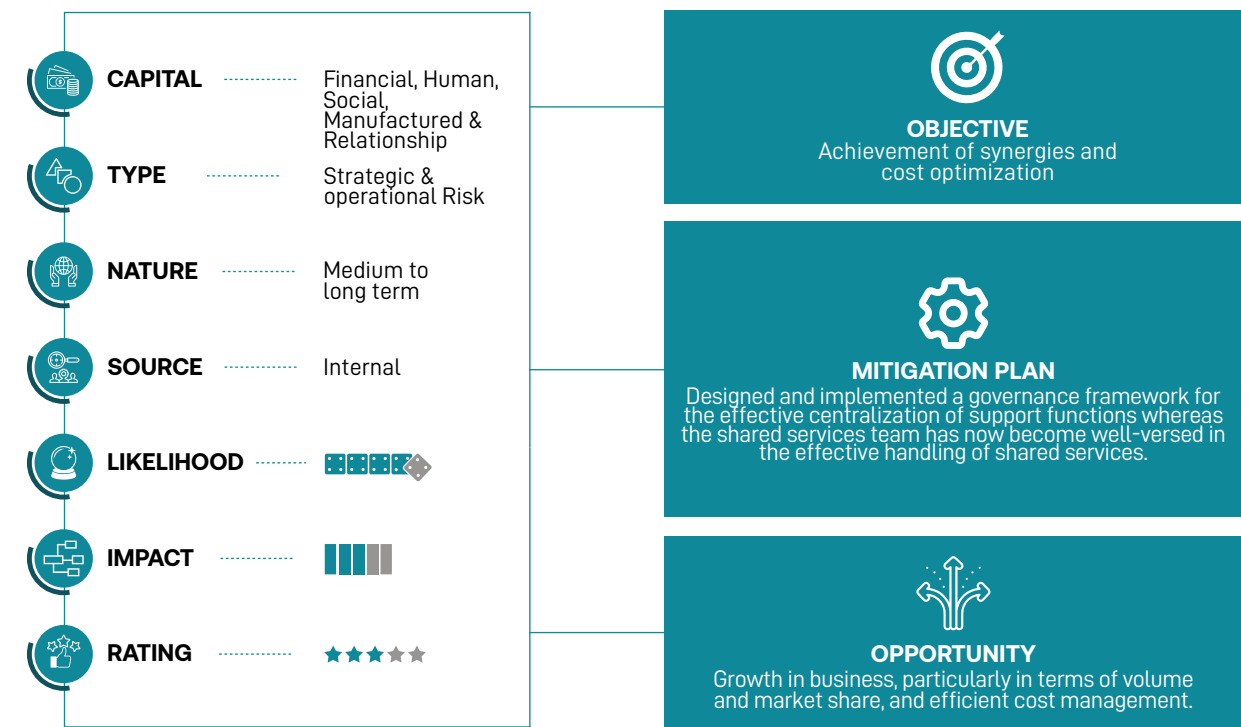 CAPITAL
Financial, Human,
Social,
Manufactured &
Relationship
TYPE
Strategic &
operational Risk
NATURE
Medium to
long term
SOURCE
Internal
LIKELIHOOD
IMPACT
RATING
OBJECTIVE
Achievement of synergies and
cost optimization
MITIGATION PLAN
Designed and implemented a governance framework for
the effective centralization of support functions whereas
the shared services team has now become well-versed in
the effective handling of shared services.
OPPORTUNITY
Growth in business, particularly in terms of volume
and market share, and efficient cost management.